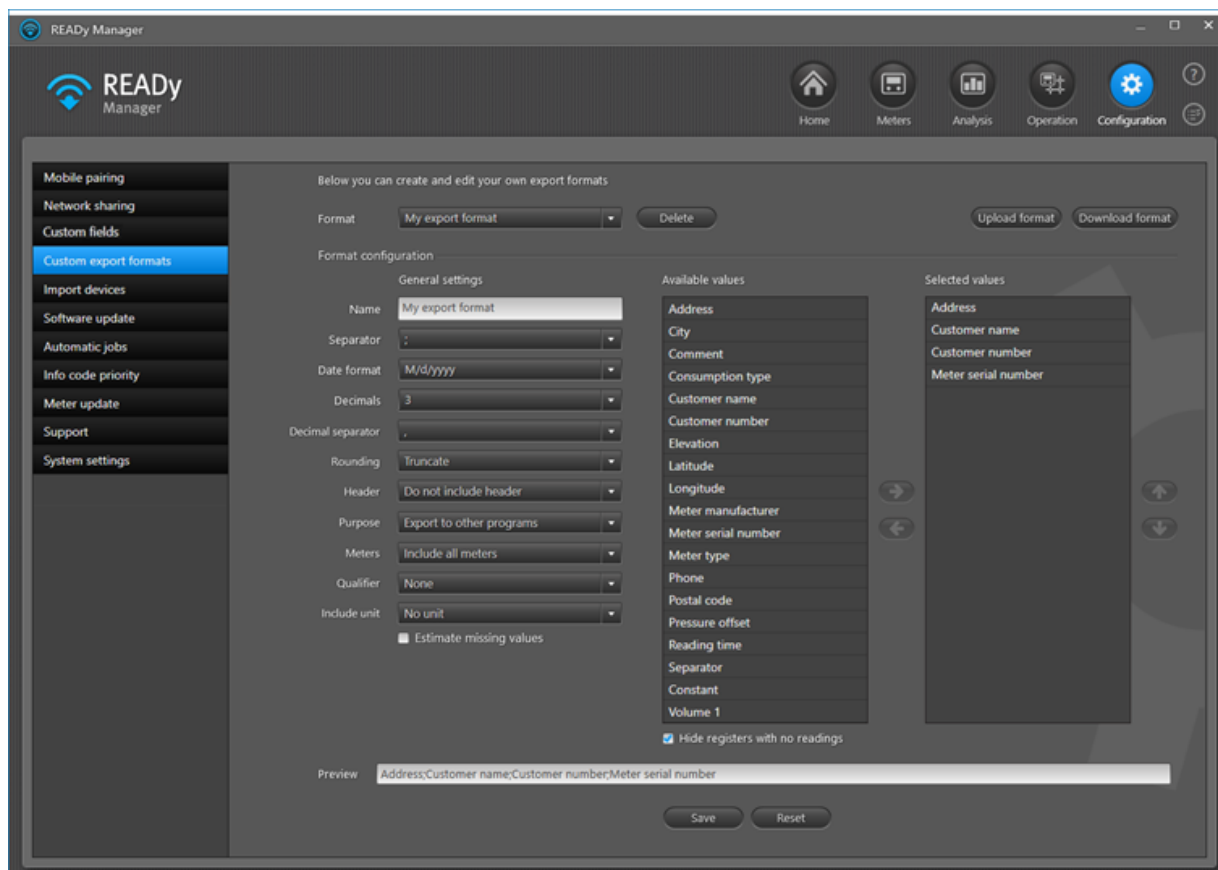 READy Manager
READy
Manager
Home
Meters
Analysis
Operation
Configuration
Mobile pairing
Network sharing
Custom fields
Custom export formats
Import devices
Software update
Automatic jobs
Info code priority
Meter update
Support
System settings
Below you can create and edit your own export formats
Format My export format Delete Upload format Download format
Format configuration
General settings
Name My export format
Separator ;
Date format M/d/yyyy
Decimals 3
Decimal separator ,
Rounding Truncate
Header Do not include header
Purpose Export to other programs
Meters Include all meters
Qualifier None
Include unit No unit
Estimate missing values
Available values
Address
City
Comment
Consumption type
Customer name
Customer number
Elevation
Latitude
Longitude
Meter manufacturer
Meter serial number
Meter type
Phone
Postal code
Pressure offset
Reading time
Separator
Constant
Volume 1
Hide registers with no readings
Selected values
Address
Customer name
Customer number
Meter serial number
Preview Address;Customer name;Customer number;Meter serial number
Save Reset